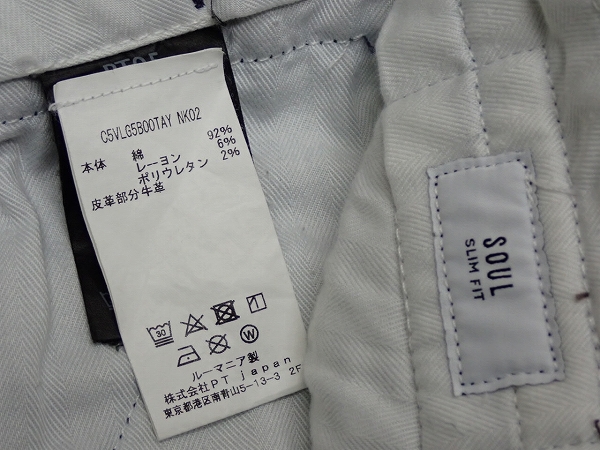 PT05
C5VLG5B00TAY NK02
本体 綿 92%
レーヨン 6%
ポリウレタン 2%
皮革部分牛革
30
W
ルーマニア製
株式会社PT japan
東京都港区南青山5-13-3 2F
SOUL
SLIM FIT